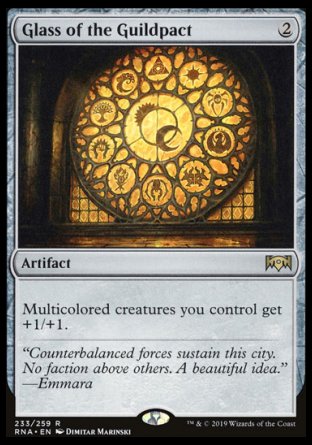 Glass of the Guildpact 2
Artifact
Multicolored creatures you control get
+1/+1.
“Counterbalanced forces sustain this city.
No faction above others. A beautiful idea.”
—Emmara
233/259 R
RNA • EN Dimitar Marinski
™ & © 2019 Wizards of the Coast